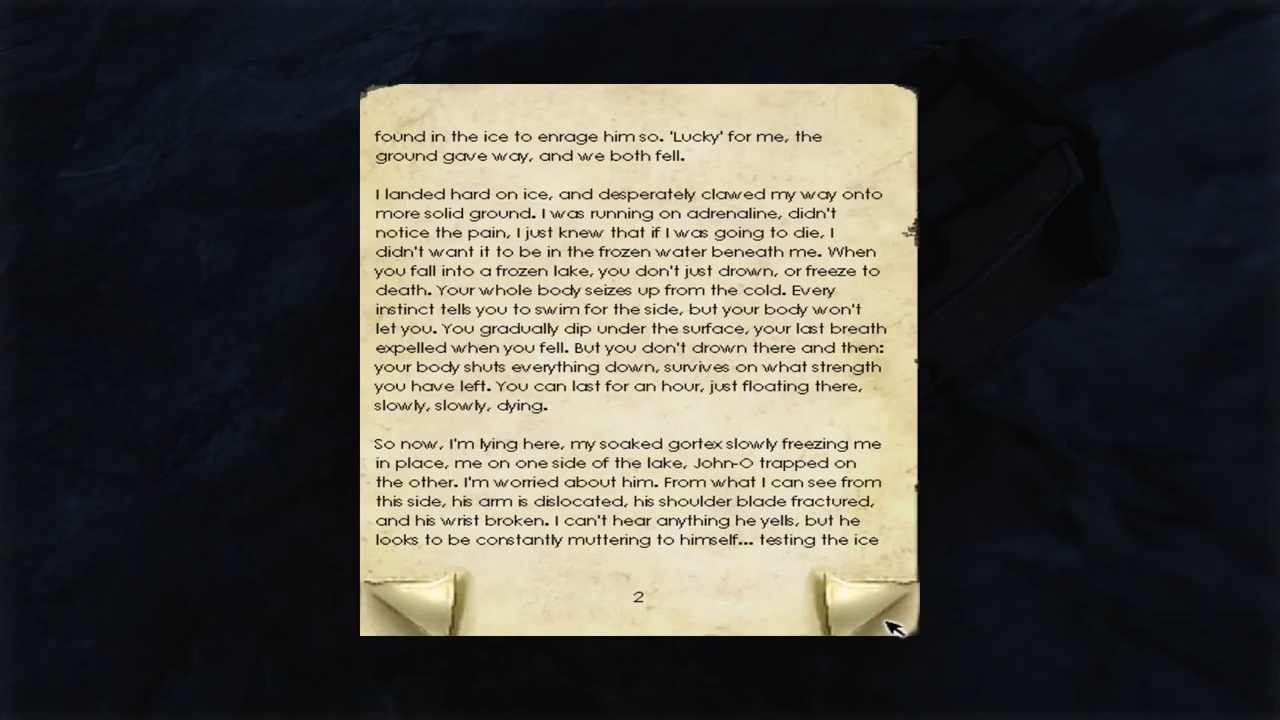 found in the ice to enrage him so. 'Lucky' for me, the
ground gave way, and we both fell.
I landed hard on ice, and desperately clawed my way onto
more solid ground. I was running on adrenaline, didn't
notice the pain, I just knew that if I was going to die, I
didn't want it to be in the frozen water beneath me. When
you fall into a frozen lake, you don't just drown, or freeze to
death. Your whole body seizes up from the cold. Every
instinct tells you to swim for the side, but your body won't
let you. You gradually dip under the surface, your last breath
expelled when you fell. But you don't drown there and then:
your body shuts everything down, survives on what strength
you have left. You can last for an hour, just floating there,
slowly, slowly, dying.
So now, I'm lying here, my soaked gortex slowly freezing me
in place, me on one side of the lake, John-O trapped on
the other. I'm worried about him. From what I can see from
this side, his arm is dislocated, his shoulder blade fractured,
and his wrist broken. I can't hear anything he yells, but he
looks to be constantly muttering to himself... testing the ice
2